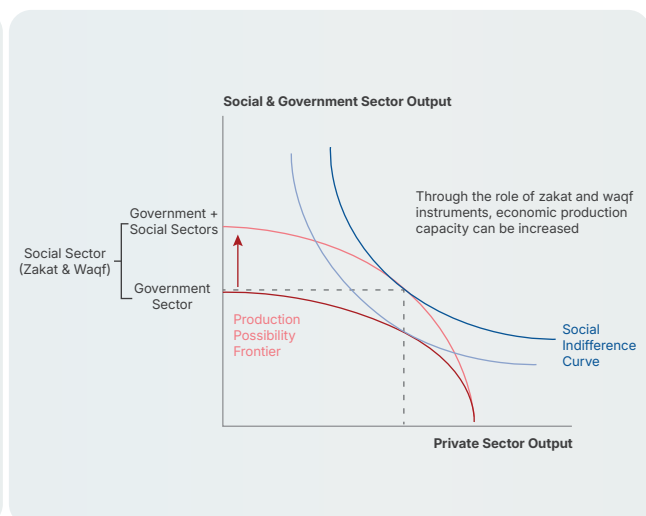 Social & Government Sector Output
Through the role of zakat and waqf
instruments, economic production
capacity can be increased
Government +
Social Sectors
Social Sector
(Zakat & Waqf)
Government
Sector
Production
Possibility
Frontier
Social
Indifference
Curve
Private Sector Output